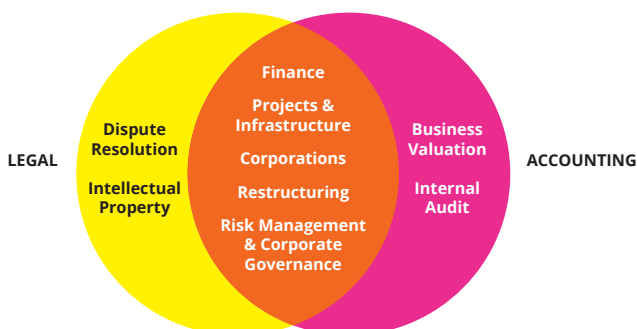 LEGAL
Dispute
Resolution
Intellectual
Property
Finance
Projects &
Infrastructure
Corporations
Restructuring
Risk Management
& Corporate
Governance
Business
Valuation
Internal
Audit
ACCOUNTING